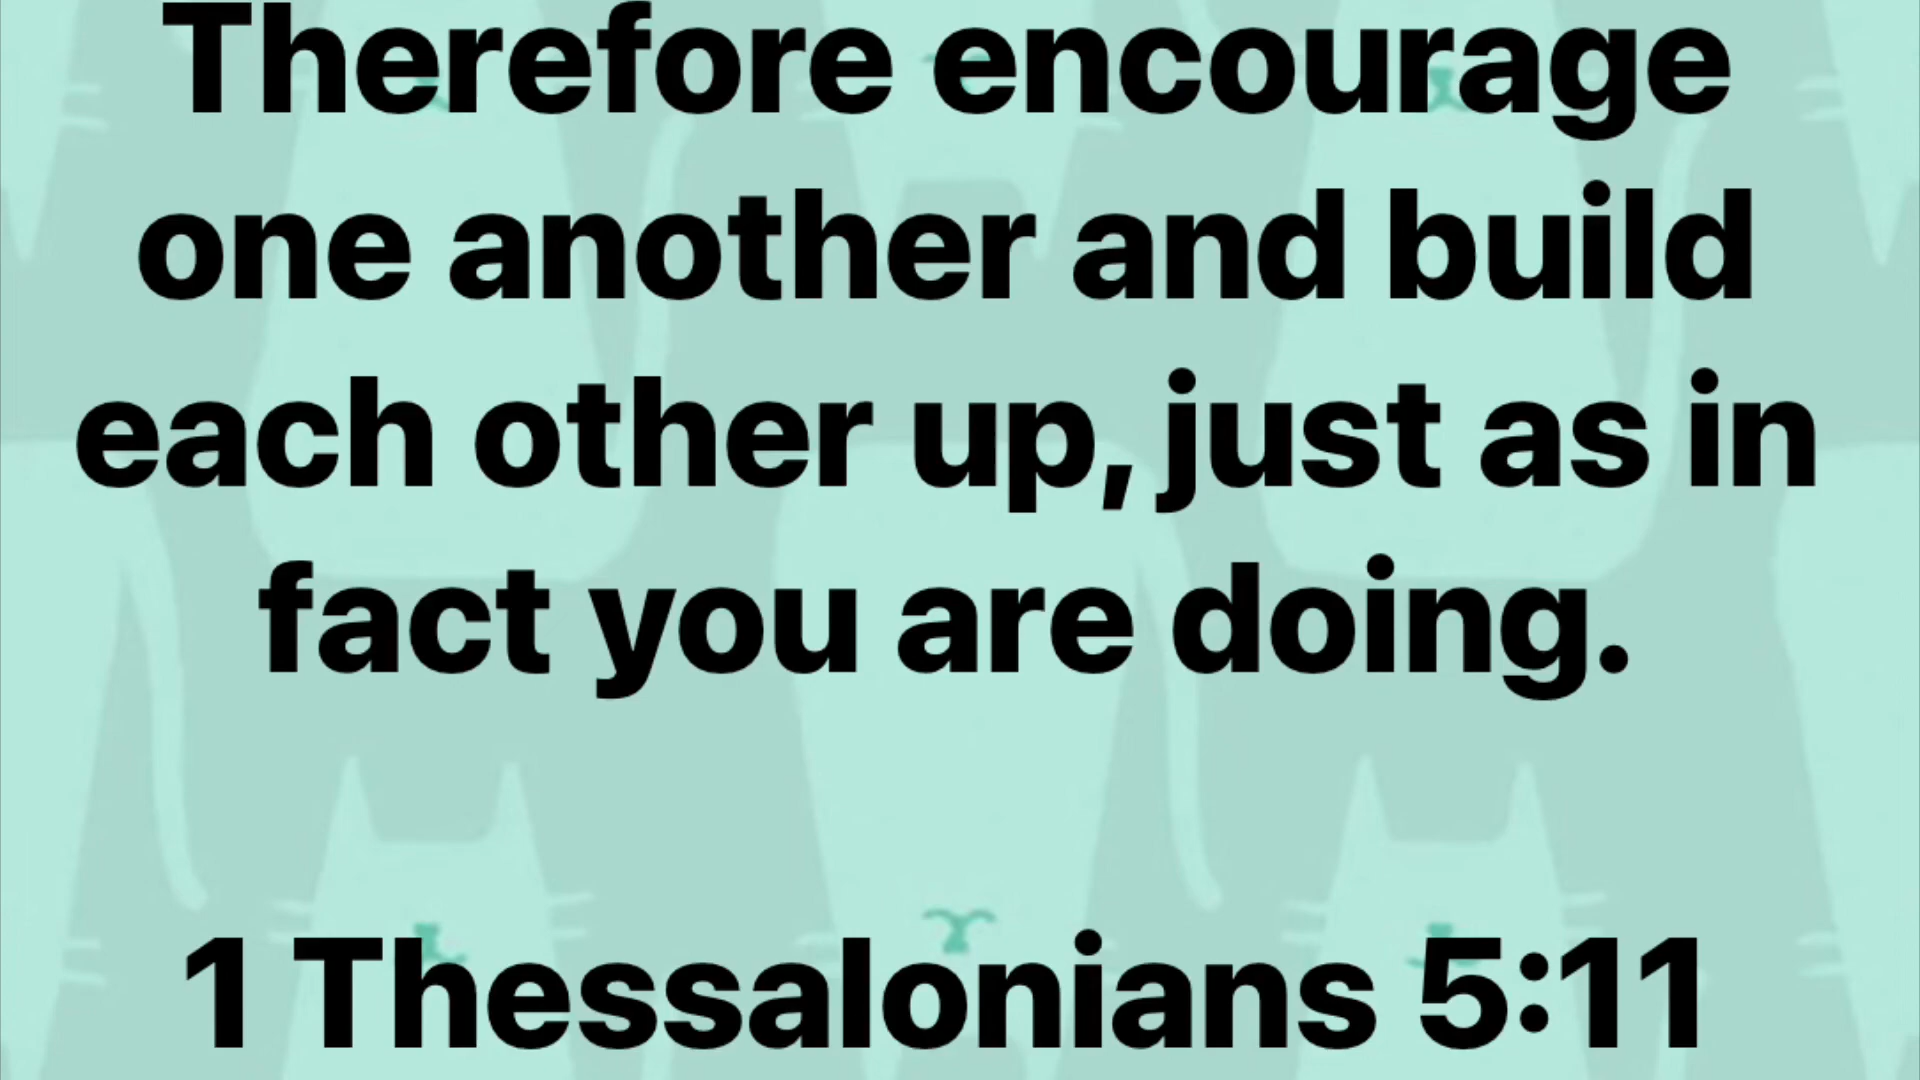 Therefore encourage
one another and build
each other up, just as in
fact you are doing.
1 Thessalonians 5:11